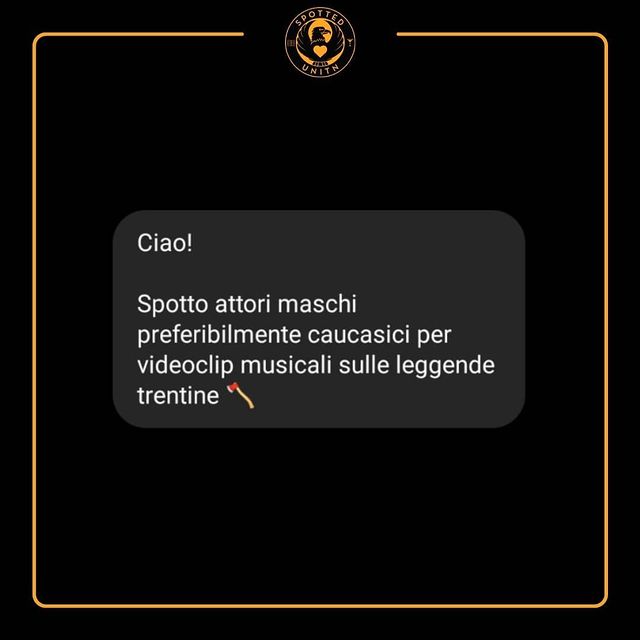 SPOTTED
UNITN
Ciao!
Spotto attori maschi
preferibilmente caucasici per
videoclip musicali sulle leggende
trentine 🪓